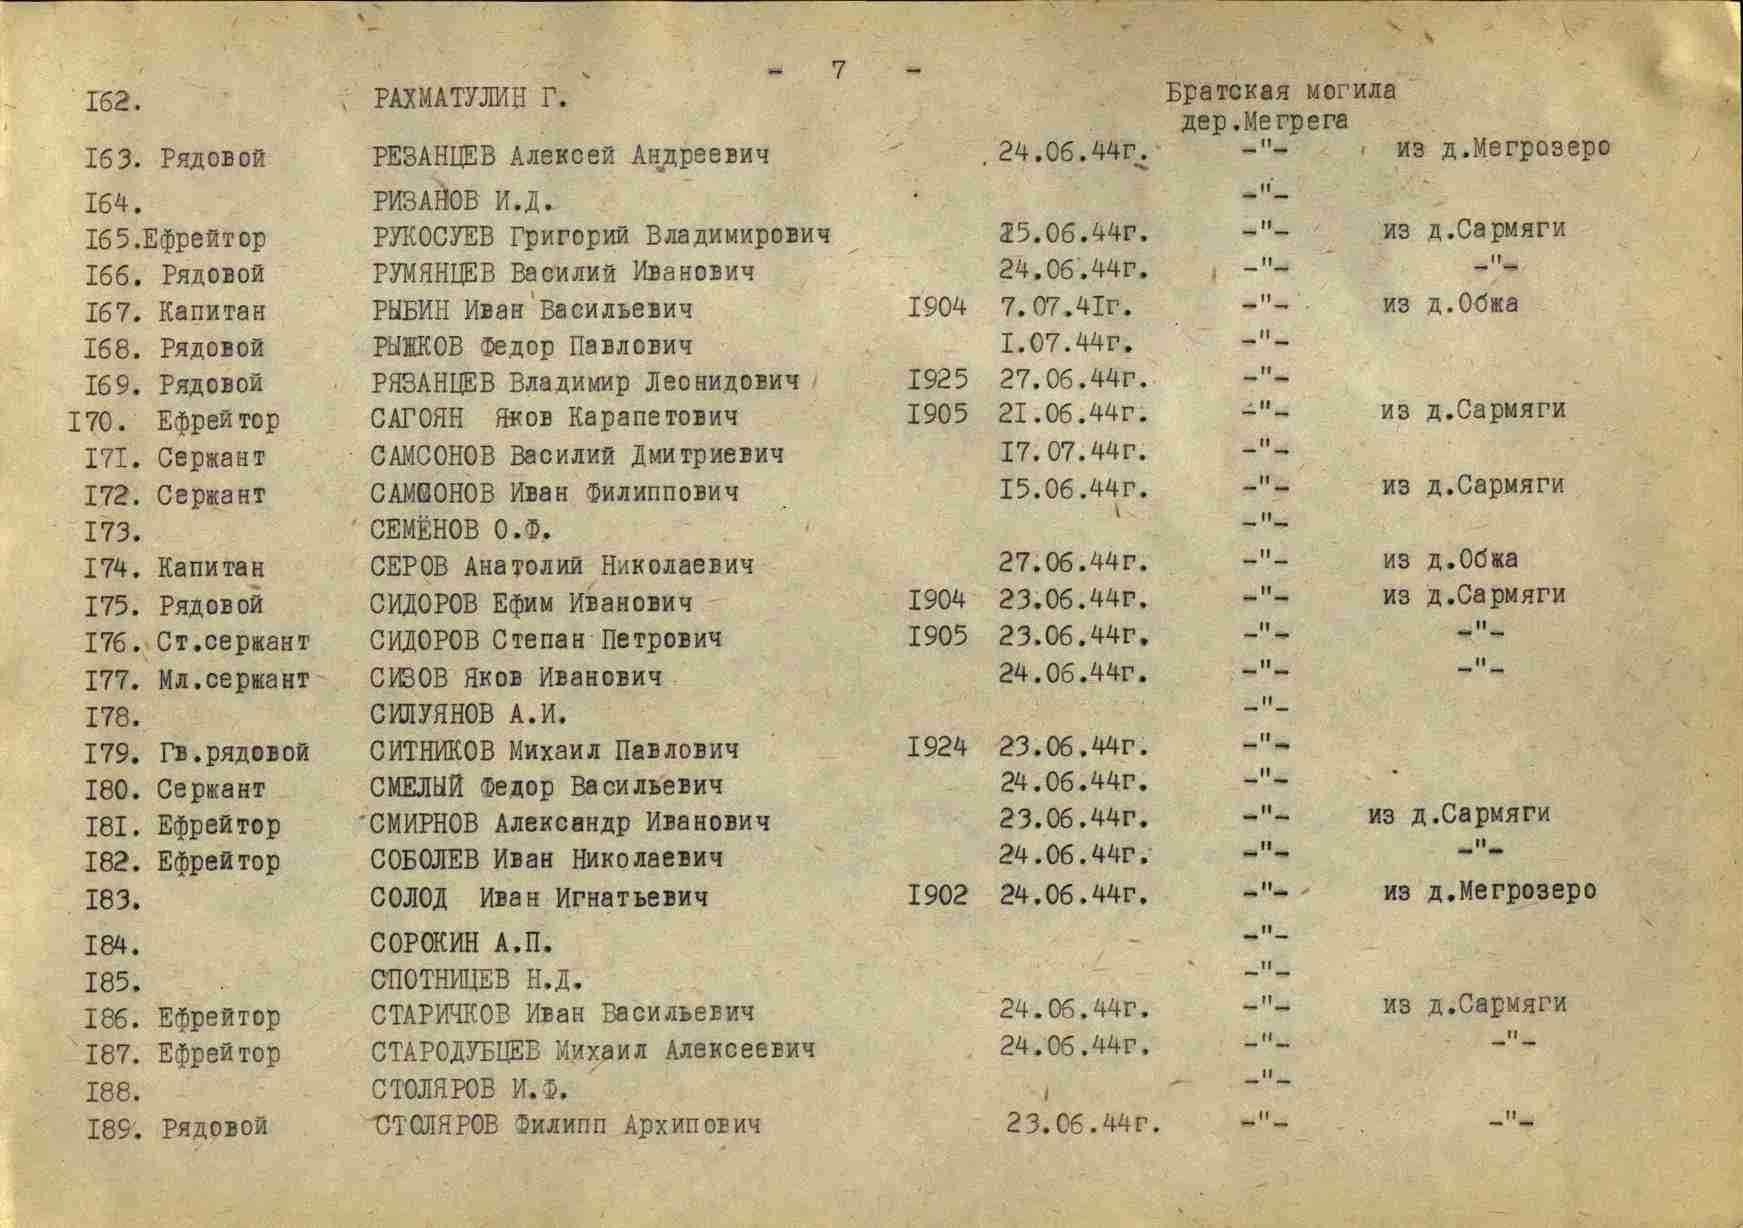 - 7 -
I62. РАХМАТУЛИН Г. Братская могила
дер.Мегрега
I63. Рядовой РЕЗАНЦЕВ Алексей Андреевич 24.06.44г. -"- из д.Мегрозеро
I64. РИЗАНОВ И.Д. -"-
I65.Ефрейтор РУКОСУЕВ Григорий Владимирович 25.06.44г. -"- из д.Сармяги
I66. Рядовой РУМЯНЦЕВ Василий Иванович 24.06.44г. -"- -"-
I67. Капитан РЫБИН Иван Васильевич I904 7.07.4Iг. -"- из д.Обжа
I68. Рядовой РЫЖКОВ Федор Павлович I.07.44г. -"-
I69. Рядовой РЯЗАНЦЕВ Владимир Леонидович I925 27.06.44г. -"-
I70. Ефрейтор САГОЯН Яков Карапетович I905 2I.06.44г. -"- из д.Сармяги
I7I. Сержант САМСОНОВ Василий Дмитриевич I7.07.44г. -"-
I72. Сержант САМСОНОВ Иван Филиппович I5.06.44г. -"- из д.Сармяги
I73. СЕМЁНОВ О.Ф. -"-
I74. Капитан СЕРОВ Анатолий Николаевич 27.06.44г. -"- из д.Обжа
I75. Рядовой СИДОРОВ Ефим Иванович I904 23.06.44г. -"- из д.Сармяги
I76. Ст.сержант СИДОРОВ Степан Петрович I905 23.06.44г. -"- -"-
I77. Мл.сержант СИЗОВ Яков Иванович 24.06.44г. -"- -"-
I78. СИЛУЯНОВ А.И. -"-
I79. Гв.рядовой СИТНИКОВ Михаил Павлович I924 23.06.44г. -"-
I80. Сержант СМЕЛЫЙ Федор Васильевич 24.06.44г. -"-
I8I. Ефрейтор СМИРНОВ Александр Иванович 23.06.44г. -"- из д.Сармяги
I82. Ефрейтор СОБОЛЕВ Иван Николаевич 24.06.44г. -"- -"-
I83. СОЛОД Иван Игнатьевич I902 24.06.44г. -"- из д.Мегрозеро
I84. СОРОКИН А.П. -"-
I85. СПОТНИЦЕВ Н.Д. -"-
I86. Ефрейтор СТАРИЧКОВ Иван Васильевич 24.06.44г. -"- из д.Сармяги
I87. Ефрейтор СТАРОДУБЦЕВ Михаил Алексеевич 24.06.44г. -"- -"-
I88. СТОЛЯРОВ И.Ф. -"-
I89. Рядовой СТОЛЯРОВ Филипп Архипович 23.06.44г. -"- -"-